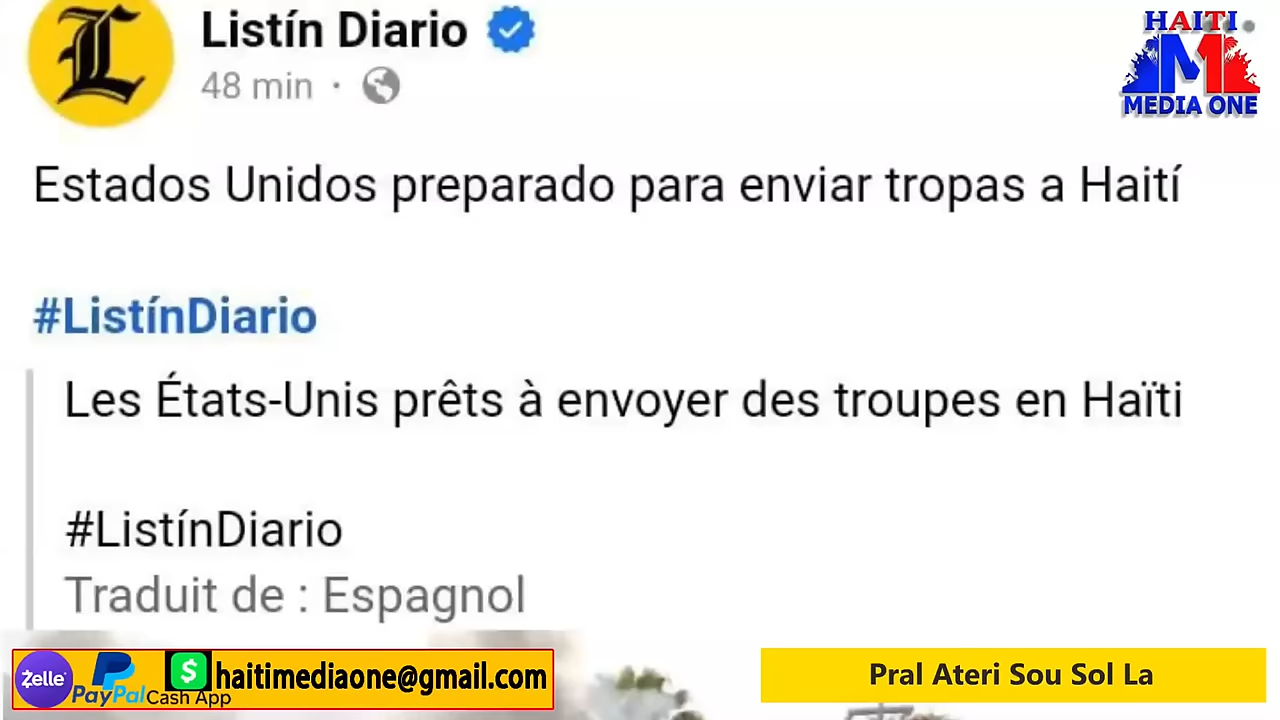 Listín Diario
48 min ·
HAITI
M
MEDIA ONE
Estados Unidos preparado para enviar tropas a Haití
#ListínDiario
Les États-Unis prêts à envoyer des troupes en Haïti
#ListínDiario
Traduit de : Espagnol
Zelle
PayPal
$
Cash App
haitimediaone@gmail.com
Pral Ateri Sou Sol La